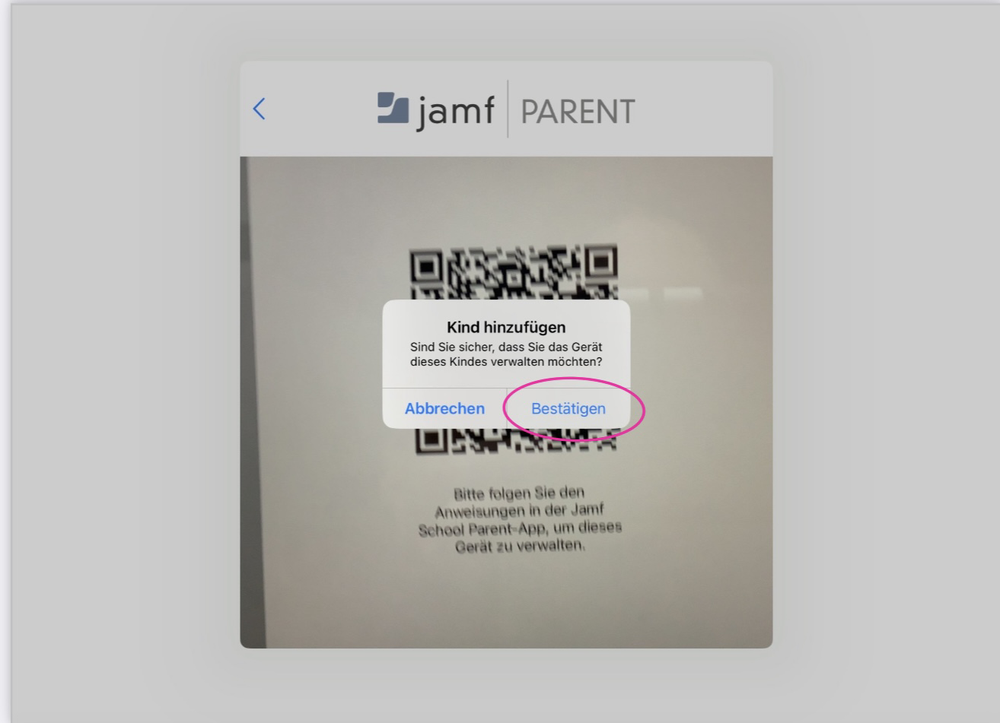 jamf PARENT
Kind hinzufügen
Sind Sie sicher, dass Sie das Gerät
dieses Kindes verwalten möchten?
Abbrechen Bestätigen
Bitte folgen Sie den
Anweisungen in der Jamf
School Parent-App, um dieses
Gerät zu verwalten.